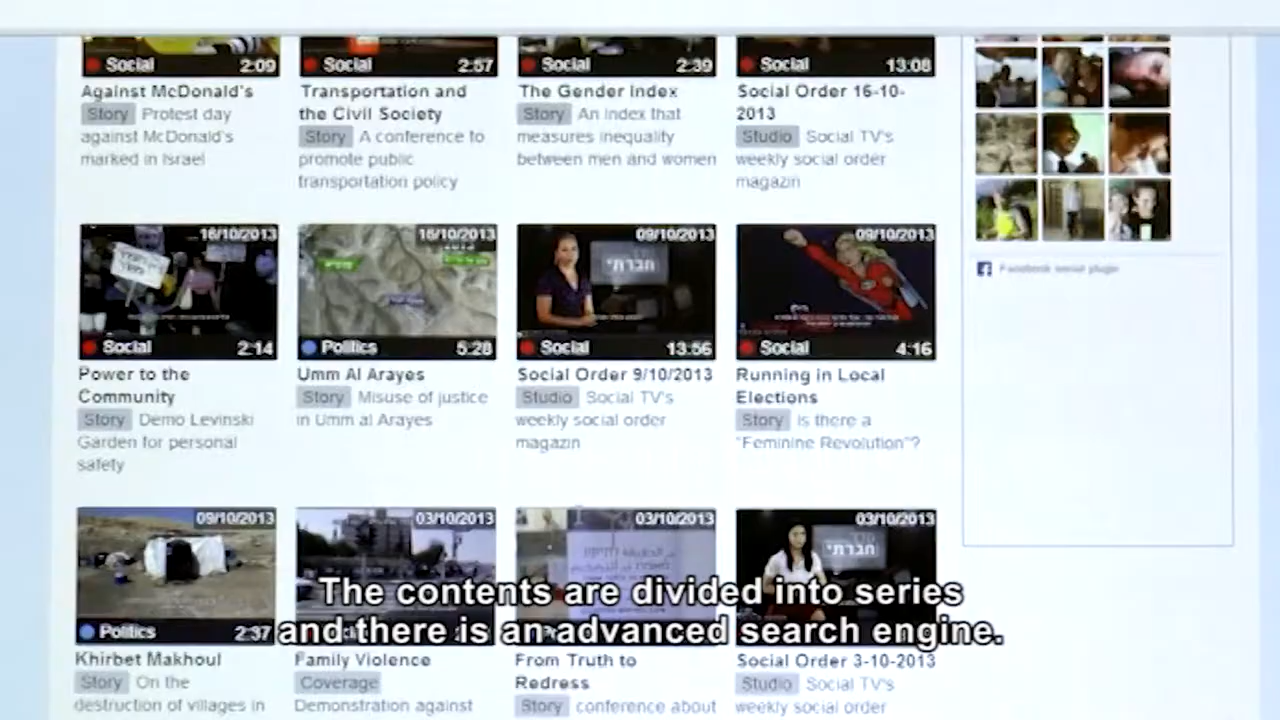 Social 2:09
Against McDonald's
Story Protest day
against McDonald's
marked in Israel
Social 2:57
Transportation and
the Civil Society
Story A conference to
promote public
transportation policy
Social 2:39
The Gender Index
Story An index that
measures inequality
between men and women
Social 13:08
Social Order 16-10-
2013
Studio Social TV's
weekly social order
magazin
16/10/2013
Social 2:14
Power to the
Community
Story Demo Levinski
Garden for personal
safety
16/10/2013
Politics 5:28
Umm Al Arayes
Story Misuse of justice
in Umm al Arayes
09/10/2013
חברתי
Social 13:56
Social Order 9/10/2013
Studio Social TV's
weekly social order
magazin
09/10/2013
Social 4:16
Running in Local
Elections
Story Is there a
"Feminine Revolution"?
Facebook social plugin
09/10/2013
Politics 2:37
Khirbet Makhoul
Story On the
destruction of villages in
03/10/2013
Family Violence
Coverage
Demonstration against
03/10/2013
From Truth to
Redress
Story conference about
03/10/2013
חברתי
Social Order 3-10-2013
Studio Social TV's
weekly social order
The contents are divided into series
and there is an advanced search engine.